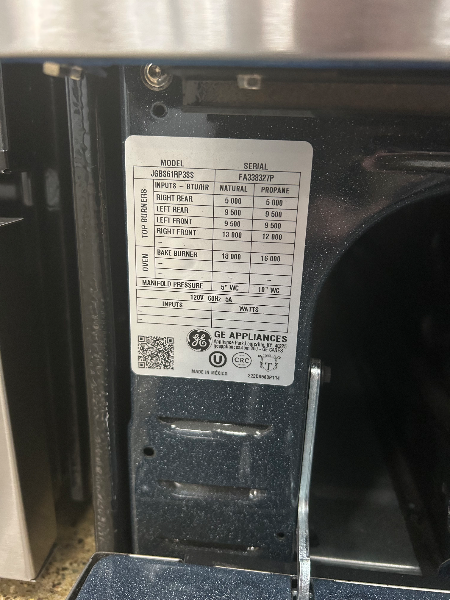 MODEL SERIAL
JGBS61RP3SS FA338327P
INPUTS - BTU/HR NATURAL PROPANE
TOP BURNERS
RIGHT REAR 5 000 5 000
LEFT REAR 9 500 9 500
LEFT FRONT 9 500 9 500
RIGHT FRONT 13 000 12 000
OVEN
BAKE BURNER 18 000 16 000
MANIFOLD PRESSURE 5" WC 10" WC
120V 60Hz 5A
INPUTS WATTS
GE APPLIANCES
MADE IN MÉXICO